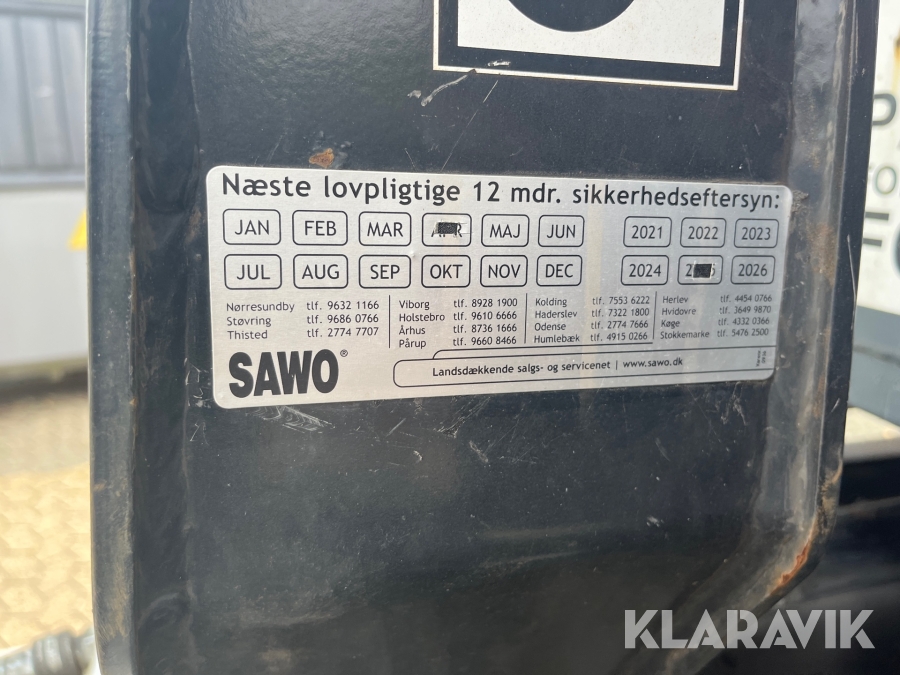 Næste lovpligtige 12 mdr. sikkerhedseftersyn:
JAN FEB MAR APR MAJ JUN 2021 2022 2023
JUL AUG SEP OKT NOV DEC 2024 2025 2026
Nørresundby tlf. 9632 1166
Støvring tlf. 9686 0766
Thisted tlf. 2774 7707
Viborg tlf. 8928 1900
Holstebro tlf. 9610 6666
Århus tlf. 8736 1666
Pårup tlf. 9660 8466
Kolding tlf. 7553 6222
Haderslev tlf. 7322 1800
Odense tlf. 2774 7666
Humlebæk tlf. 4915 0266
Herlev tlf. 4454 0766
Hvidovre tlf. 3649 9870
Køge tlf. 4332 0366
Stokkemarke tlf. 5476 2500
SAWO®
Landsdækkende salgs- og servicenet | www.sawo.dk
KLARAVIK